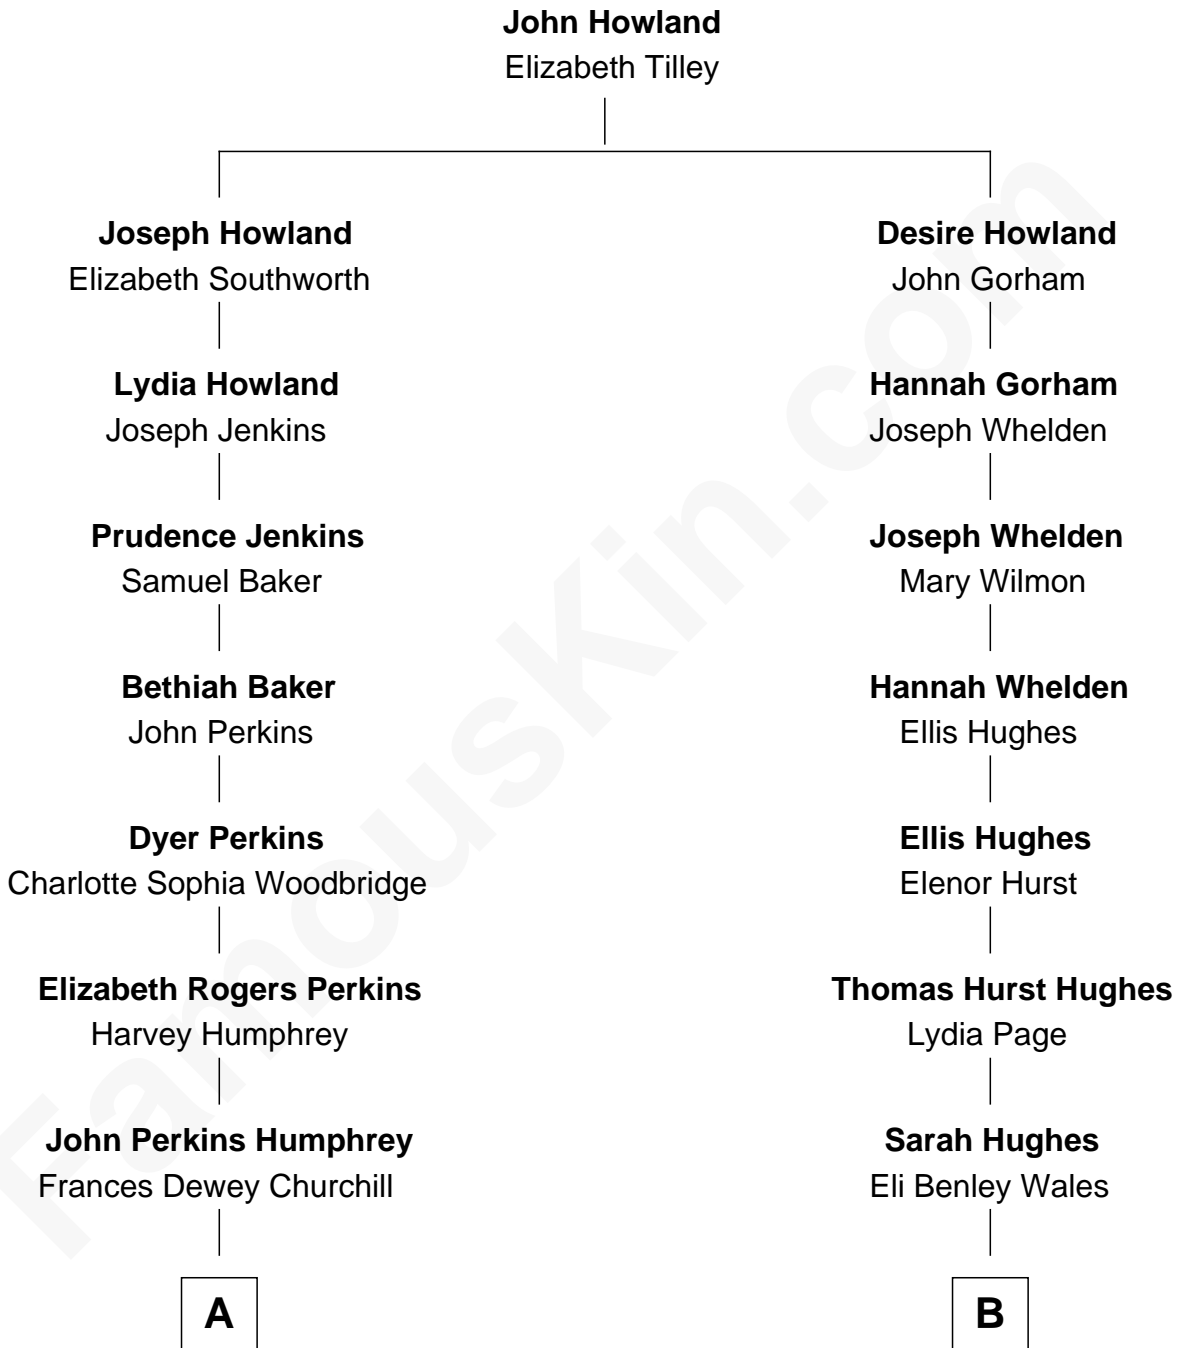 John Howland
Elizabeth Tilley
Joseph Howland
Elizabeth Southworth
Lydia Howland
Joseph Jenkins
Prudence Jenkins
Samuel Baker
Bethiah Baker
John Perkins
Dyer Perkins
Charlotte Sophia Woodbridge
Elizabeth Rogers Perkins
Harvey Humphrey
John Perkins Humphrey
Frances Dewey Churchill
A
Desire Howland
John Gorham
Hannah Gorham
Joseph Whelden
Joseph Whelden
Mary Wilmon
Hannah Whelden
Ellis Hughes
Ellis Hughes
Elenor Hurst
Thomas Hurst Hughes
Lydia Page
Sarah Hughes
Eli Benley Wales
B
FamousKin.com